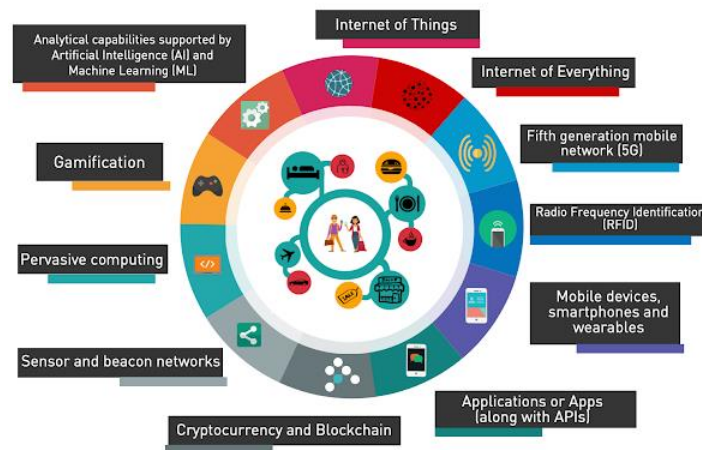 Internet of Things
Analytical capabilities supported by
Artificial Intelligence (AI) and
Machine Learning (ML)
Internet of Everything
Fifth generation mobile
network (5G)
Gamification
Radio Frequency Identification
(RFID)
Pervasive computing
Mobile devices,
smartphones and
wearables
Sensor and beacon networks
Applications or Apps
(along with APIs)
Cryptocurrency and Blockchain